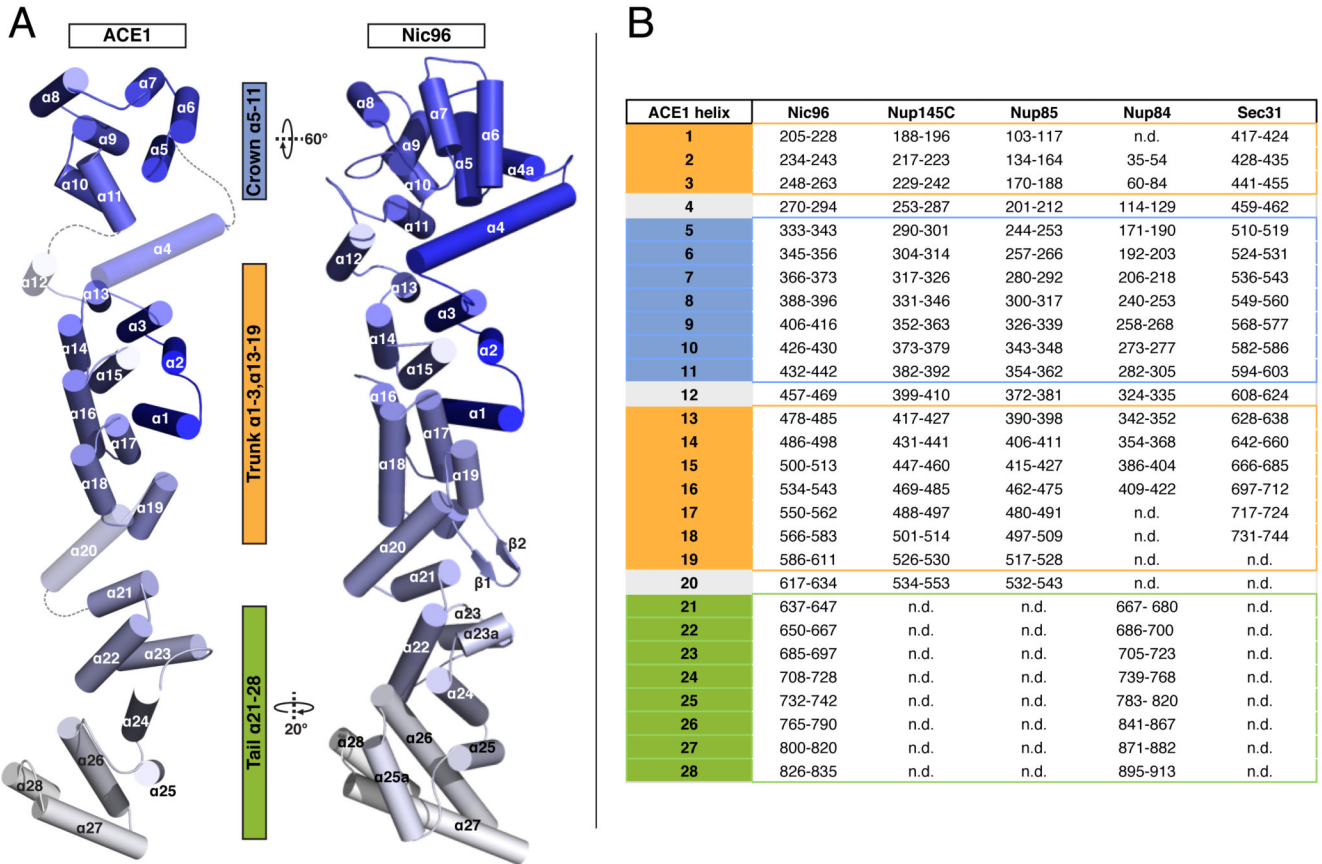 A
ACE1
Nic96
α8
α7
α6
α9
α5
α10
α11
α4
α12
α13
α3
α14
α2
α15
α16
α1
α17
α18
α19
α20
α21
α22
α23
α24
α26
α25
α28
α27
Crown α5-11
60°
Trunk α1-3,α13-19
Tail α21-28
20°
α8
α7
α6
α9
α5
α4a
α10
α11
α4
α12
α13
α3
α14
α2
α15
α16
α1
α17
α18
α19
α20
β2
α21
β1
α23
α23a
α22
α24
α26
α28
α25
α25a
α27
B
ACE1 helix Nic96 Nup145C Nup85 Nup84 Sec31
1 205-228 188-196 103-117 n.d. 417-424
2 234-243 217-223 134-164 35-54 428-435
3 248-263 229-242 170-188 60-84 441-455
4 270-294 253-287 201-212 114-129 459-462
5 333-343 290-301 244-253 171-190 510-519
6 345-356 304-314 257-266 192-203 524-531
7 366-373 317-326 280-292 206-218 536-543
8 388-396 331-346 300-317 240-253 549-560
9 406-416 352-363 326-339 258-268 568-577
10 426-430 373-379 343-348 273-277 582-586
11 432-442 382-392 354-362 282-305 594-603
12 457-469 399-410 372-381 324-335 608-624
13 478-485 417-427 390-398 342-352 628-638
14 486-498 431-441 406-411 354-368 642-660
15 500-513 447-460 415-427 386-404 666-685
16 534-543 469-485 462-475 409-422 697-712
17 550-562 488-497 480-491 n.d. 717-724
18 566-583 501-514 497-509 n.d. 731-744
19 586-611 526-530 517-528 n.d. n.d.
20 617-634 534-553 532-543 n.d. n.d.
21 637-647 n.d. n.d. 667- 680 n.d.
22 650-667 n.d. n.d. 686-700 n.d.
23 685-697 n.d. n.d. 705-723 n.d.
24 708-728 n.d. n.d. 739-768 n.d.
25 732-742 n.d. n.d. 783- 820 n.d.
26 765-790 n.d. n.d. 841-867 n.d.
27 800-820 n.d. n.d. 871-882 n.d.
28 826-835 n.d. n.d. 895-913 n.d.